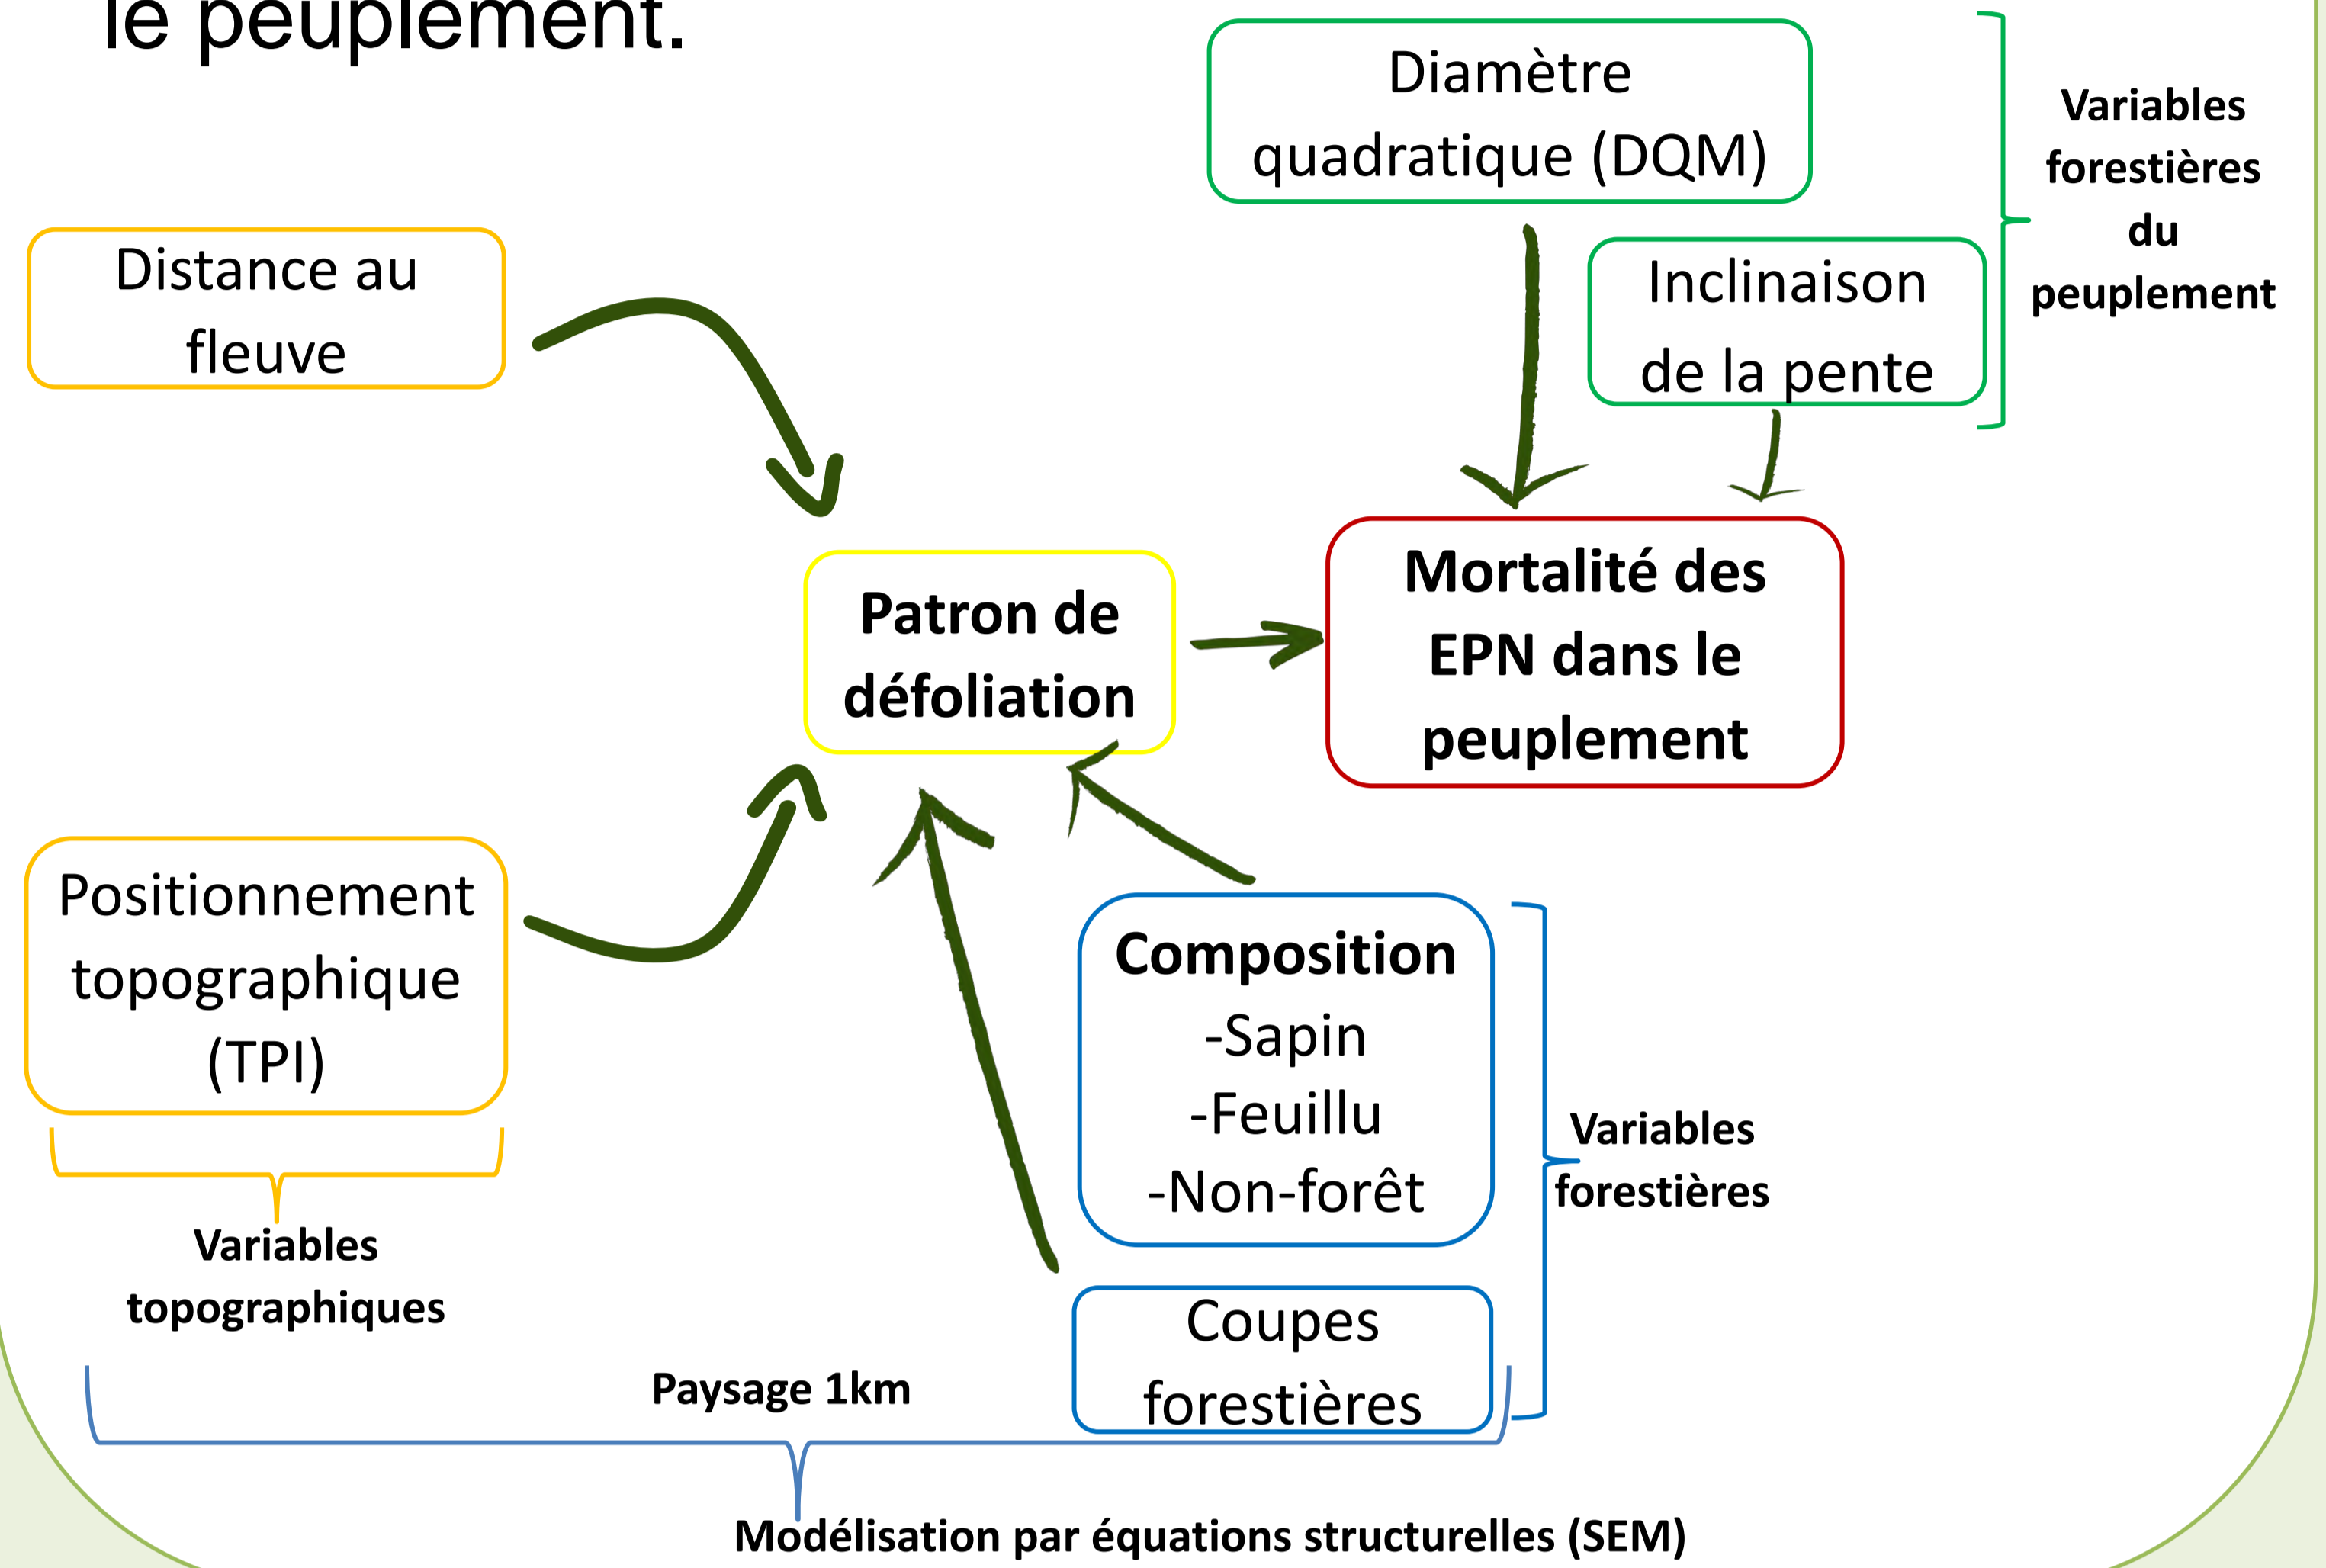 le peuplement.
Diamètre
quadratique (DQM)
Variables
forestières
du
peuplement
Inclinaison
de la pente
Distance au
fleuve
Mortalité des
EPN dans le
peuplement
Patron de
défoliation
Positionnement
topographique
(TPI)
Composition
-Sapin
-Feuillu
-Non-forêt
Variables
forestières
Variables
topographiques
Coupes
forestières
Paysage 1km
Modélisation par équations structurelles (SEM)